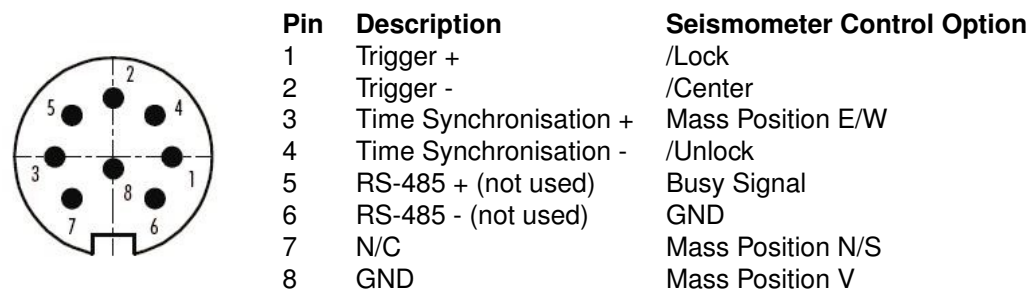 Pin Description Seismometer Control Option
1 Trigger + /Lock
2 Trigger - /Center
3 Time Synchronisation + Mass Position E/W
4 Time Synchronisation - /Unlock
5 RS-485 + (not used) Busy Signal
6 RS-485 - (not used) GND
7 N/C Mass Position N/S
8 GND Mass Position V
2
5 4
3 1
8
7 6